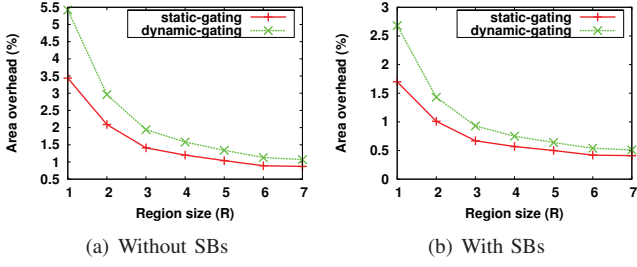 Area overhead (%)
5.5
5
4.5
4
3.5
3
2.5
2
1.5
1
0.5
static-gating
dynamic-gating
1 2 3 4 5 6 7
Region size (R)
(a) Without SBs
Area overhead (%)
3
2.5
2
1.5
1
0.5
0
static-gating
dynamic-gating
1 2 3 4 5 6 7
Region size (R)
(b) With SBs